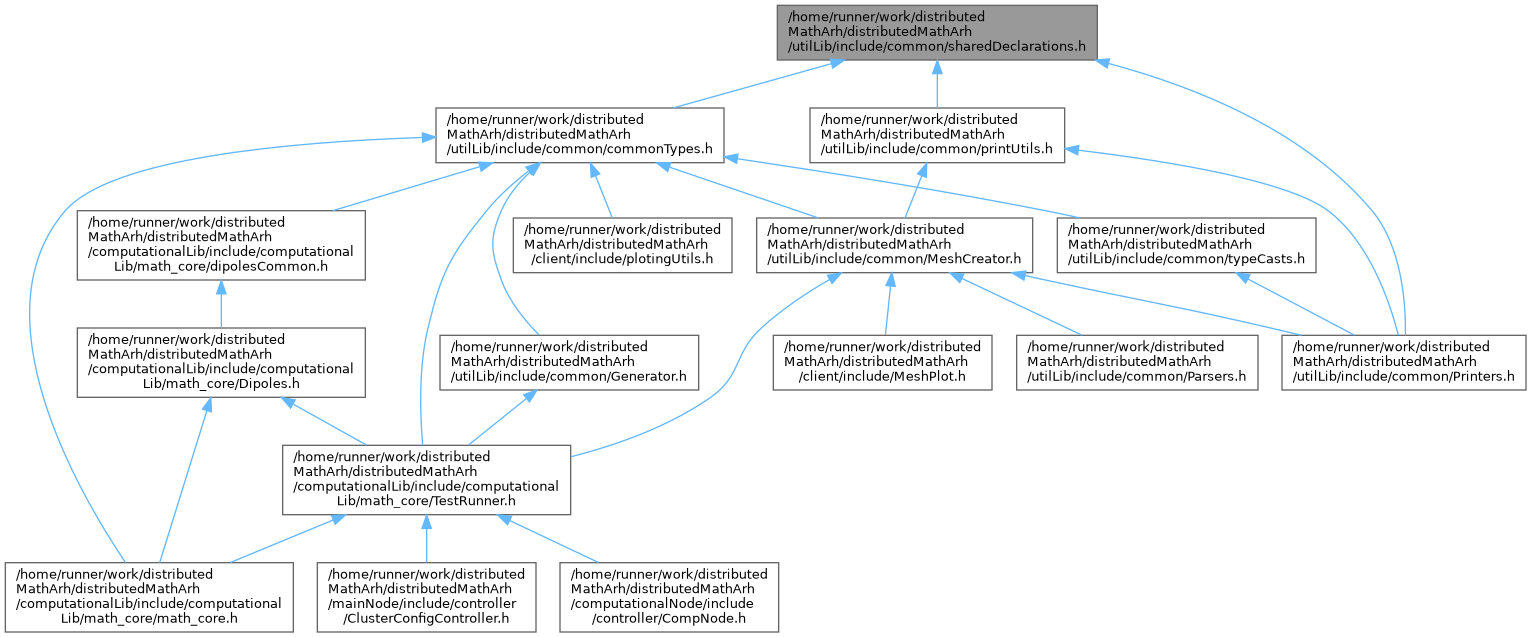 /home/runner/work/distributed
MathArh/distributedMathArh
/utilLib/include/common/sharedDeclarations.h
/home/runner/work/distributed
MathArh/distributedMathArh
/utilLib/include/common/commonTypes.h
/home/runner/work/distributed
MathArh/distributedMathArh
/utilLib/include/common/printUtils.h
/home/runner/work/distributed
MathArh/distributedMathArh
/computationalLib/include/computational
Lib/math_core/dipolesCommon.h
/home/runner/work/distributed
MathArh/distributedMathArh
/client/include/plotingUtils.h
/home/runner/work/distributed
MathArh/distributedMathArh
/utilLib/include/common/MeshCreator.h
/home/runner/work/distributed
MathArh/distributedMathArh
/utilLib/include/common/typeCasts.h
/home/runner/work/distributed
MathArh/distributedMathArh
/computationalLib/include/computational
Lib/math_core/Dipoles.h
/home/runner/work/distributed
MathArh/distributedMathArh
/utilLib/include/common/Generator.h
/home/runner/work/distributed
MathArh/distributedMathArh
/client/include/MeshPlot.h
/home/runner/work/distributed
MathArh/distributedMathArh
/utilLib/include/common/Parsers.h
/home/runner/work/distributed
MathArh/distributedMathArh
/utilLib/include/common/Printers.h
/home/runner/work/distributed
MathArh/distributedMathArh
/computationalLib/include/computational
Lib/math_core/TestRunner.h
/home/runner/work/distributed
MathArh/distributedMathArh
/computationalLib/include/computational
Lib/math_core/math_core.h
/home/runner/work/distributed
MathArh/distributedMathArh
/mainNode/include/controller
/ClusterConfigController.h
/home/runner/work/distributed
MathArh/distributedMathArh
/computationalNode/include
/controller/CompNode.h